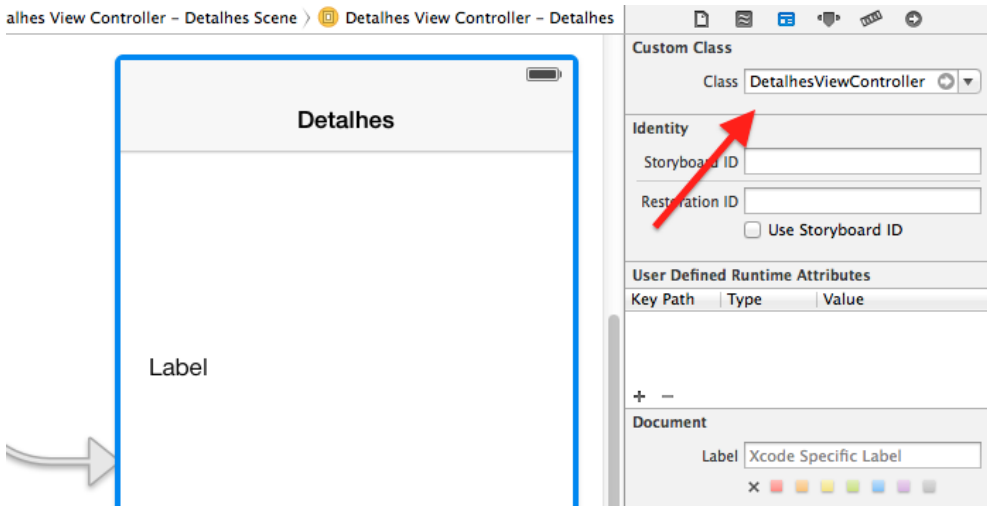 alhes View Controller – Detalhes Scene 〉 Detalhes View Controller – Detalhes
Detalhes
Label
Custom Class
Class DetalhesViewController
Identity
Storyboard ID
Restoration ID
Use Storyboard ID
User Defined Runtime Attributes
Key Path Type Value
+ −
Document
Label Xcode Specific Label